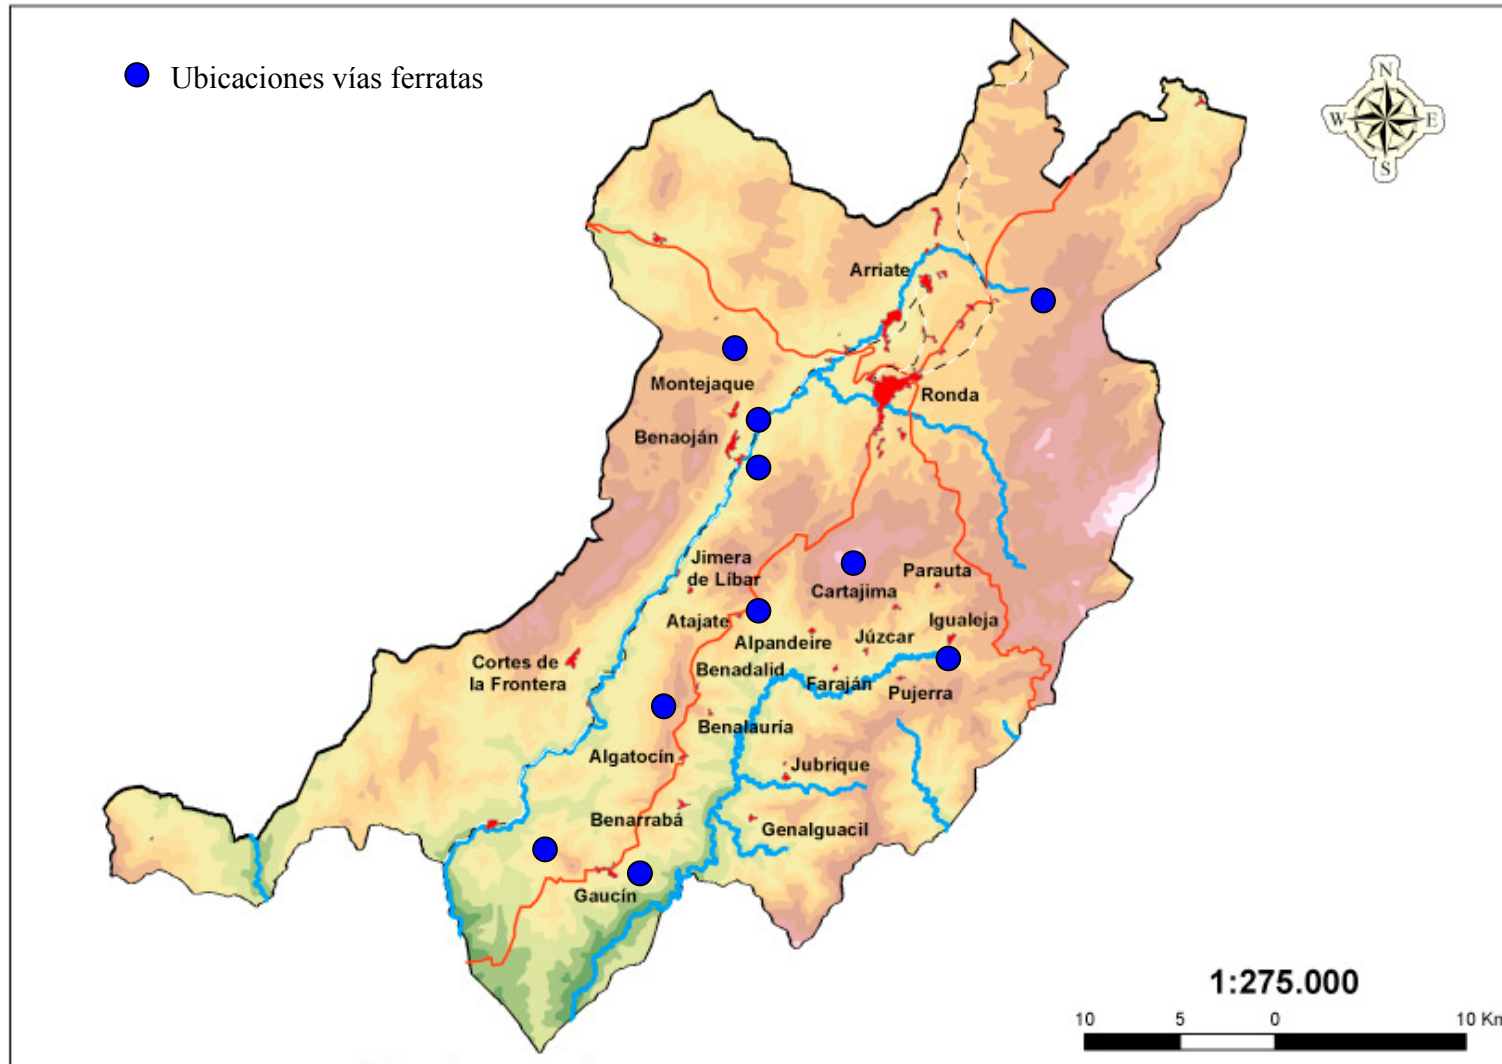 Ubicaciones vías ferratas
N
W E
S
Arriate
Montejaque
Ronda
Benaoján
Jimera
de Líbar
Parauta
Cartajima
Atajate
Igualeja
Alpandeire
Júzcar
Cortes de
la Frontera
Benadalid
Faraján
Pujerra
Benalauría
Algatocín
Jubrique
Benarrabá
Genalguacil
Gaucín
1:275.000
10 5 0 10 Km